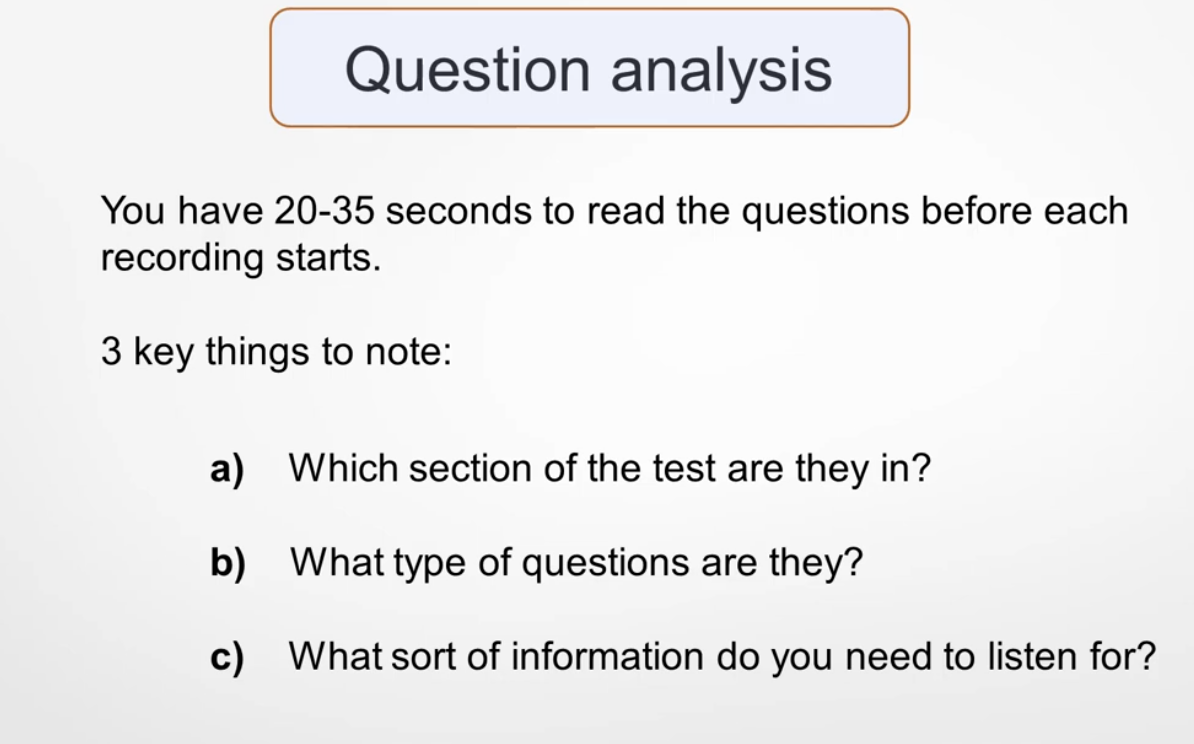 Question analysis
You have 20-35 seconds to read the questions before each
recording starts.
3 key things to note:
a) Which section of the test are they in?
b) What type of questions are they?
c) What sort of information do you need to listen for?